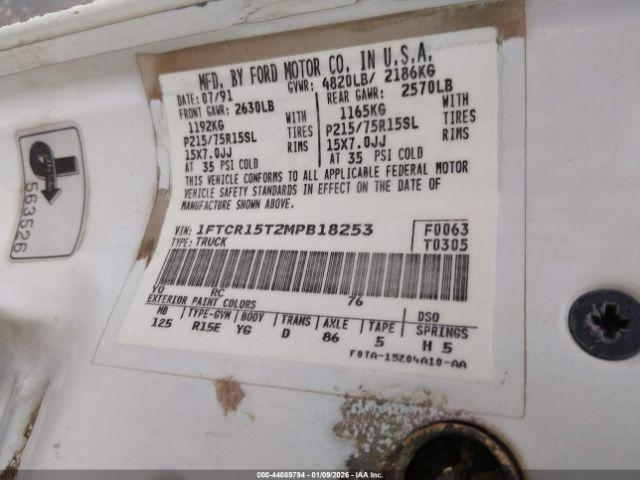 MFD. BY FORD MOTOR CO. IN U.S.A.
DATE: 07/91 GVWR: 4820LB/ 2186KG
FRONT GAWR: 2630LB REAR GAWR: 2570LB
1192KG WITH 1165KG WITH
P215/75R15SL TIRES P215/75R15SL TIRES
15X7.0JJ RIMS 15X7.0JJ RIMS
AT 35 PSI COLD AT 35 PSI COLD
THIS VEHICLE CONFORMS TO ALL APPLICABLE FEDERAL MOTOR
VEHICLE SAFETY STANDARDS IN EFFECT ON THE DATE OF
MANUFACTURE SHOWN ABOVE.
VIN: 1FTCR15T2MPB18253 F0063
TYPE: TRUCK T0305
YO RC 76
EXTERIOR PAINT COLORS DSO
WB TYPE-GVW BODY TRANS AXLE TAPE SPRINGS
125 R15E YG D 86 5 H 5
F0TA-15Z04A10-AA
563526
000-44089794 01/09/2026 IAA Inc.